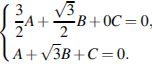 3/2 A + √3/2 B + 0C = 0,
A + √3B + C = 0.